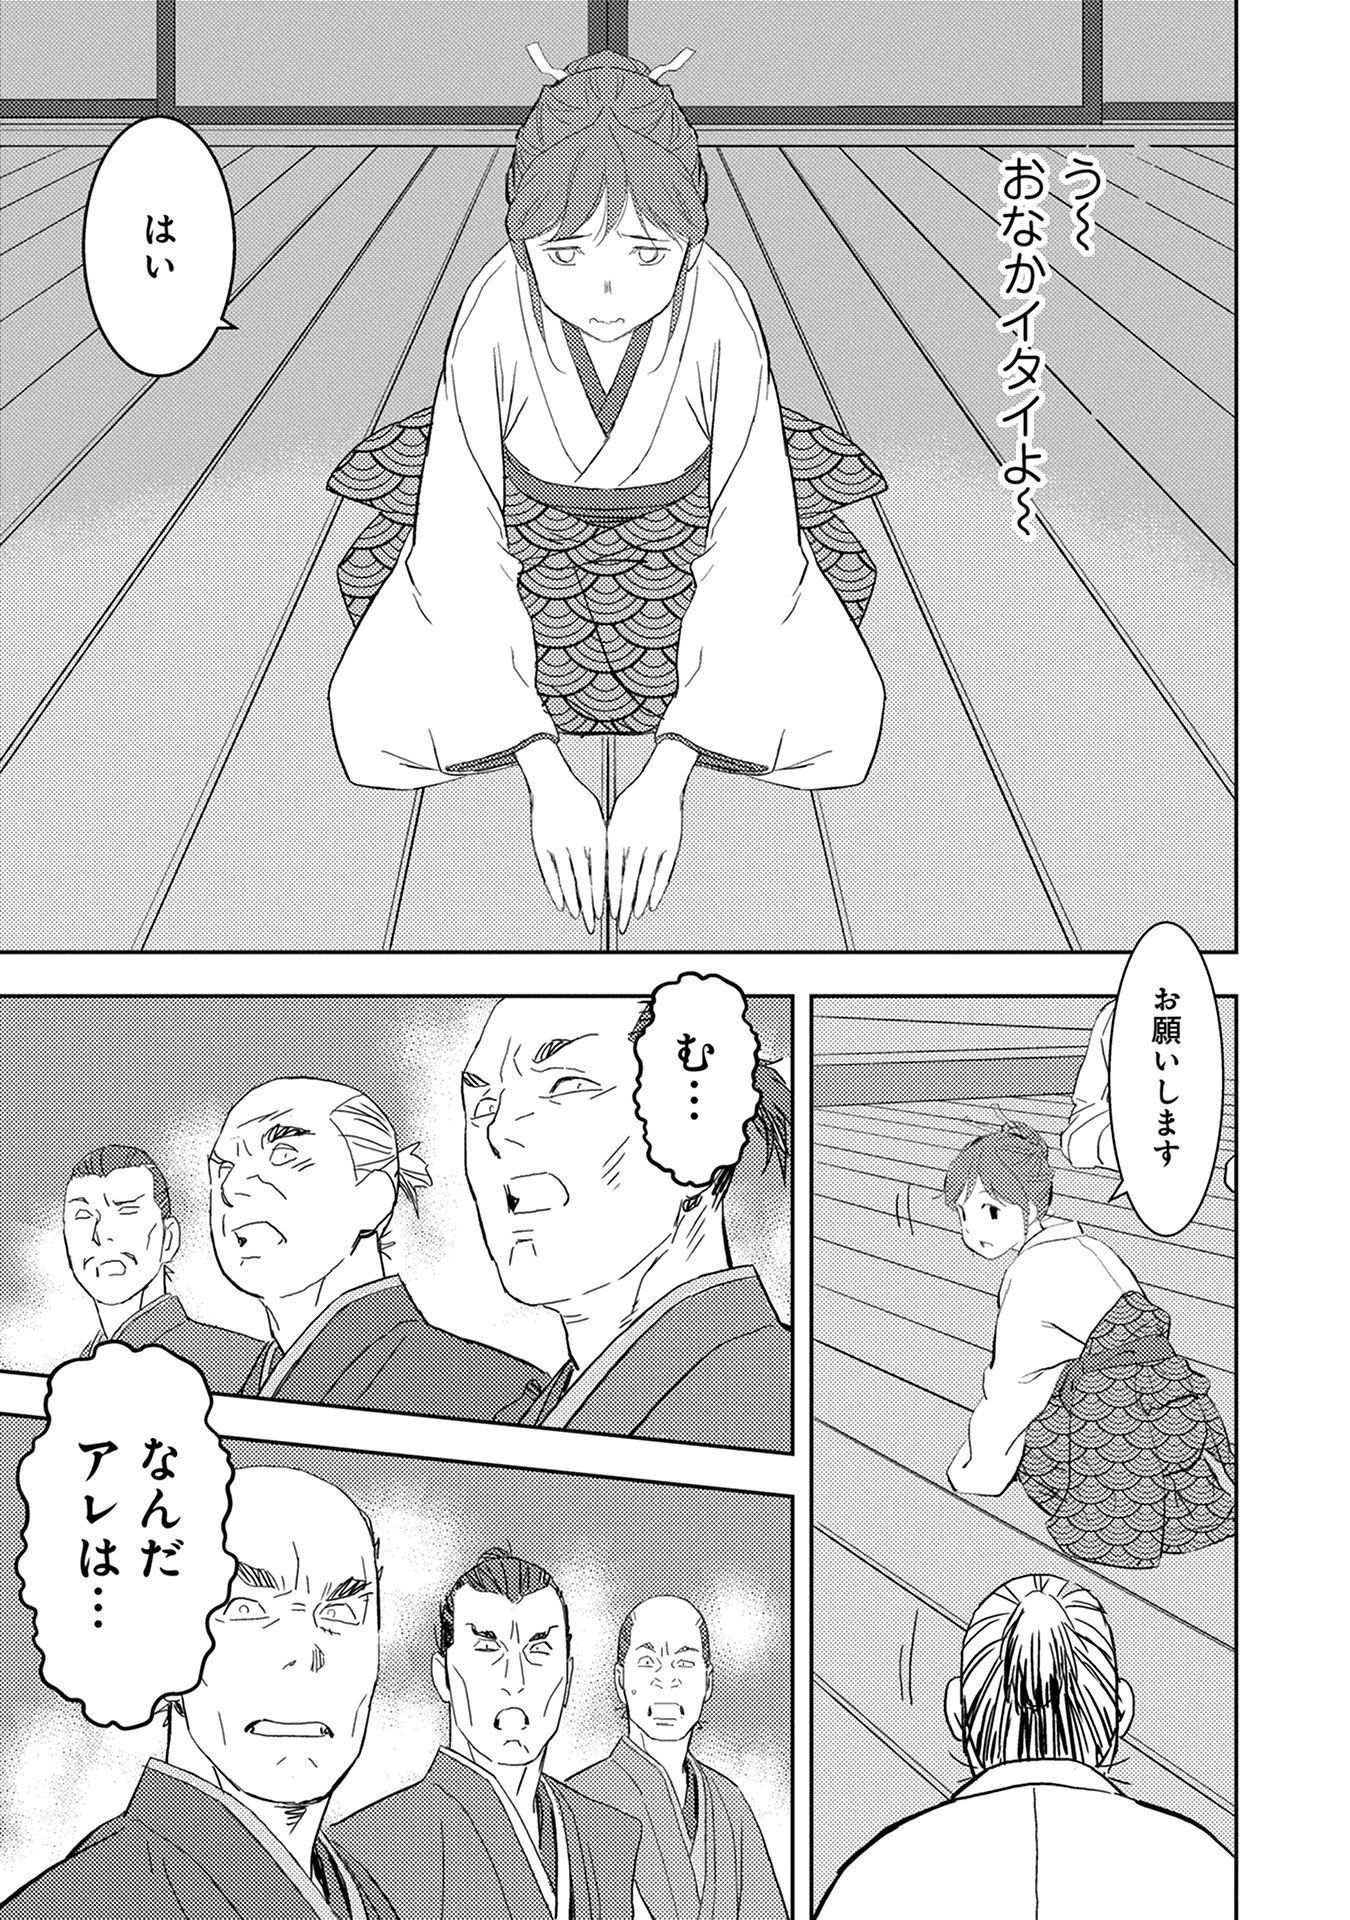 う〜
おなかイタイよ〜
はい
お願いします
む…
なんだ
アレは…